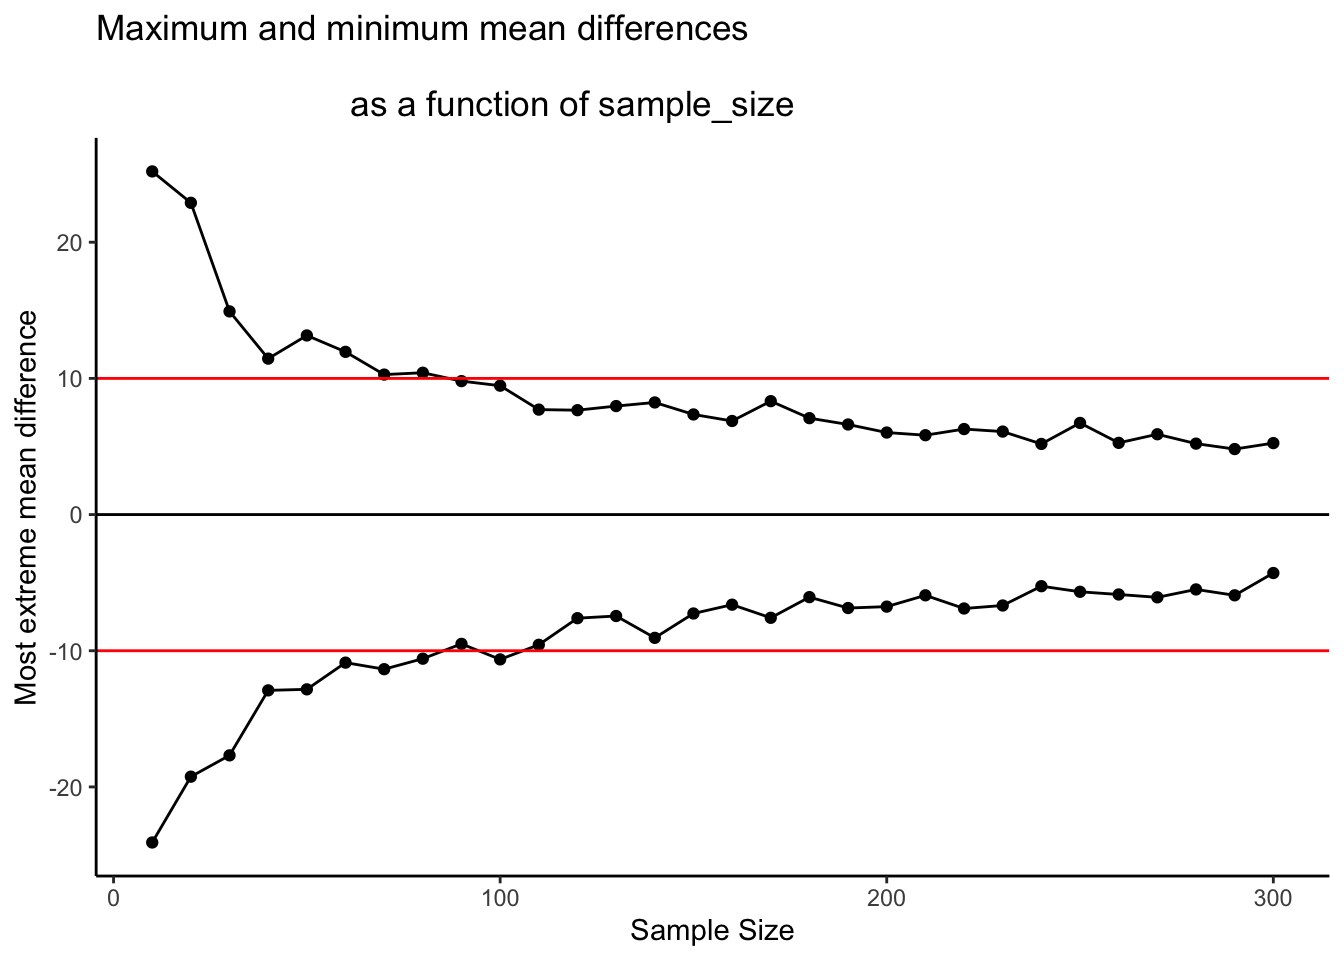 Maximum and minimum mean differences
as a function of sample_size
Most extreme mean difference
20
10
0
-10
-20
0
100
200
300
Sample Size